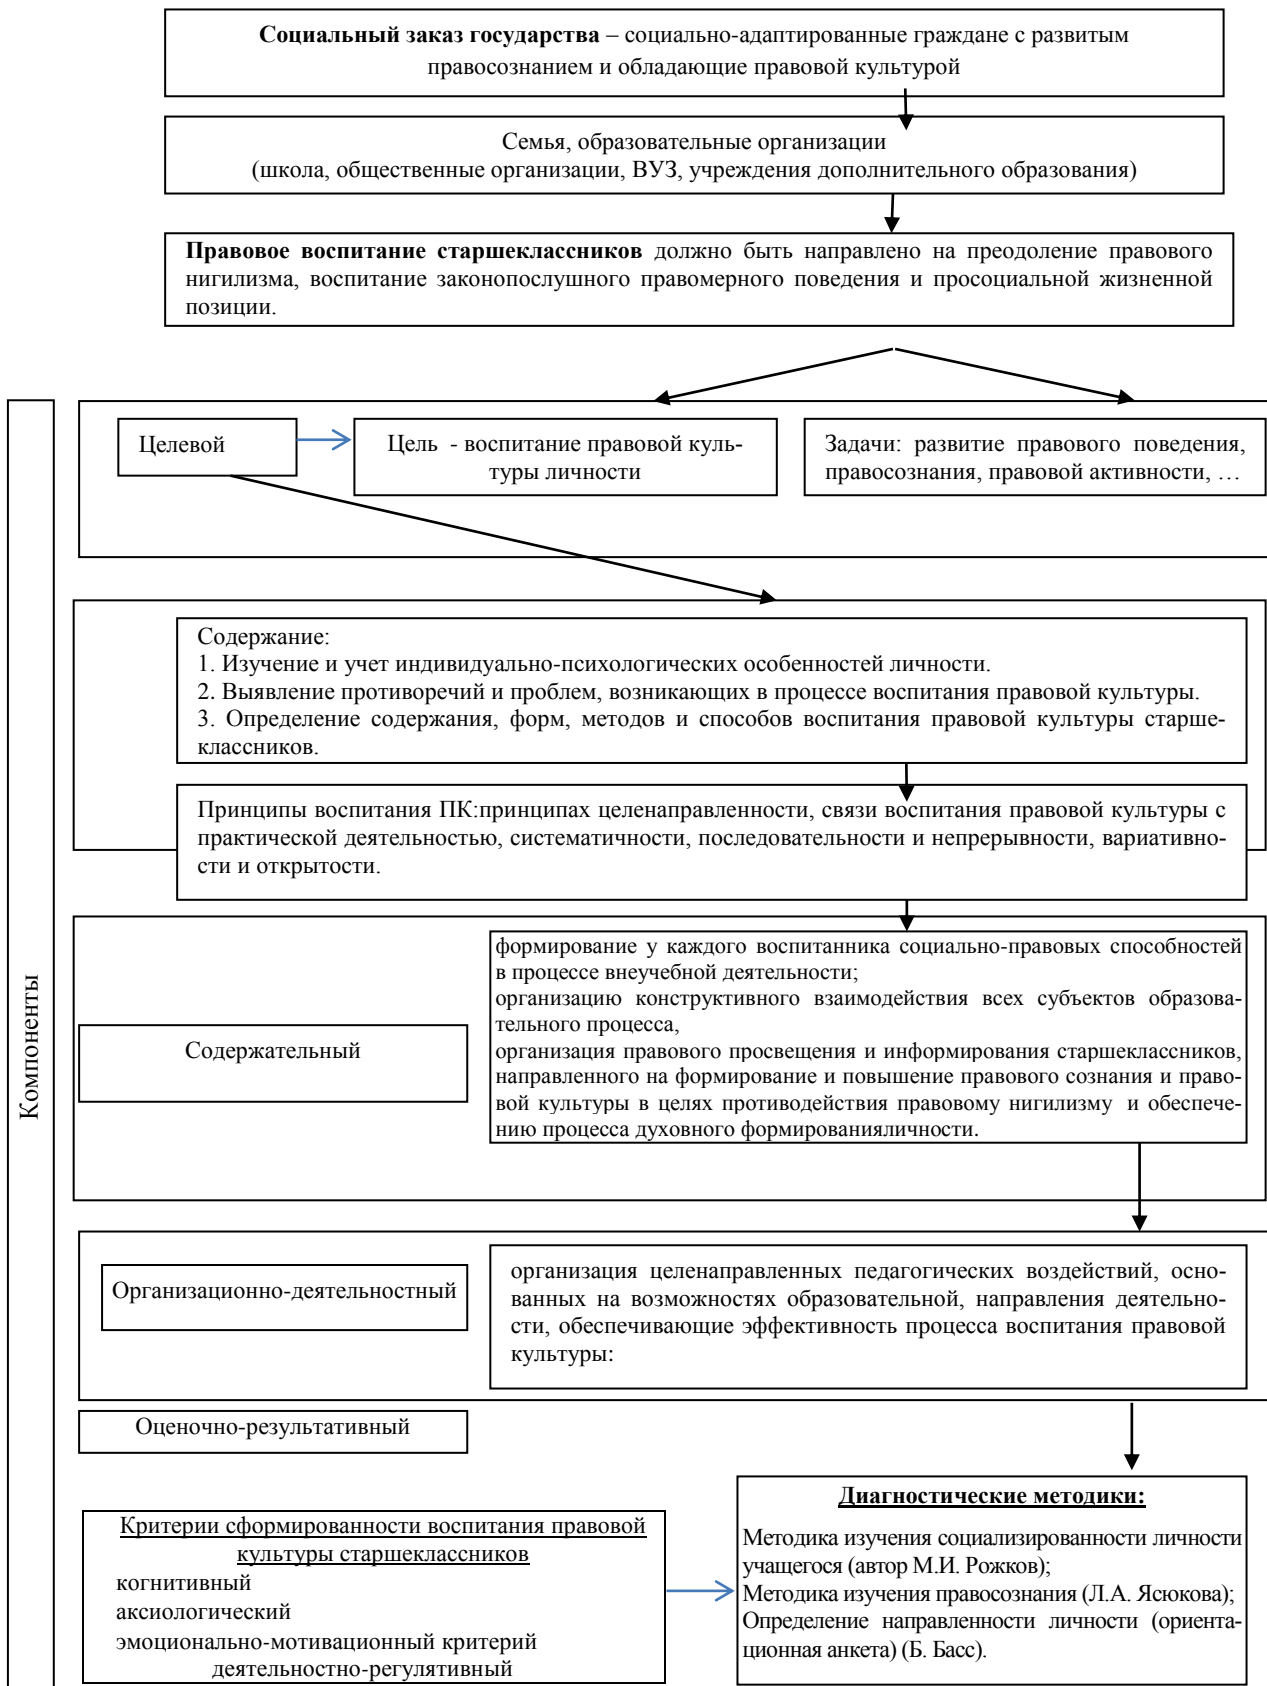 Социальный заказ государства – социально-адаптированные граждане с развитым
правосознанием и обладающие правовой культурой
Семья, образовательные организации
(школа, общественные организации, ВУЗ, учреждения дополнительного образования)
Правовое воспитание старшеклассников должно быть направлено на преодоление правового
нигилизма, воспитание законопослушного правомерного поведения и просоциальной жизненной
позиции.
Компоненты
Целевой
Цель - воспитание правовой куль-
туры личности
Задачи: развитие правового поведения,
правосознания, правовой активности, …
Содержание:
1. Изучение и учет индивидуально-психологических особенностей личности.
2. Выявление противоречий и проблем, возникающих в процессе воспитания правовой культуры.
3. Определение содержания, форм, методов и способов воспитания правовой культуры старше-
классников.
Принципы воспитания ПК:принципах целенаправленности, связи воспитания правовой культуры с
практической деятельностью, систематичности, последовательности и непрерывности, вариативно-
сти и открытости.
Содержательный
формирование у каждого воспитанника социально-правовых способностей
в процессе внеучебной деятельности;
организацию конструктивного взаимодействия всех субъектов образова-
тельного процесса,
организация правового просвещения и информирования старшеклассников,
направленного на формирование и повышение правового сознания и право-
вой культуры в целях противодействия правовому нигилизму и обеспече-
нию процесса духовного формированияличности.
Организационно-деятельностный
организация целенаправленных педагогических воздействий, осно-
ванных на возможностях образовательной, направления деятельно-
сти, обеспечивающие эффективность процесса воспитания правовой
культуры:
Оценочно-результативный
Критерии сформированности воспитания правовой
культуры старшеклассников
когнитивный
аксиологический
эмоционально-мотивационный критерий
деятельностно-регулятивный
Диагностические методики:
Методика изучения социализированности личности
учащегося (автор М.И. Рожков);
Методика изучения правосознания (Л.А. Ясюкова);
Определение направленности личности (ориента-
ционная анкета) (Б. Басс).